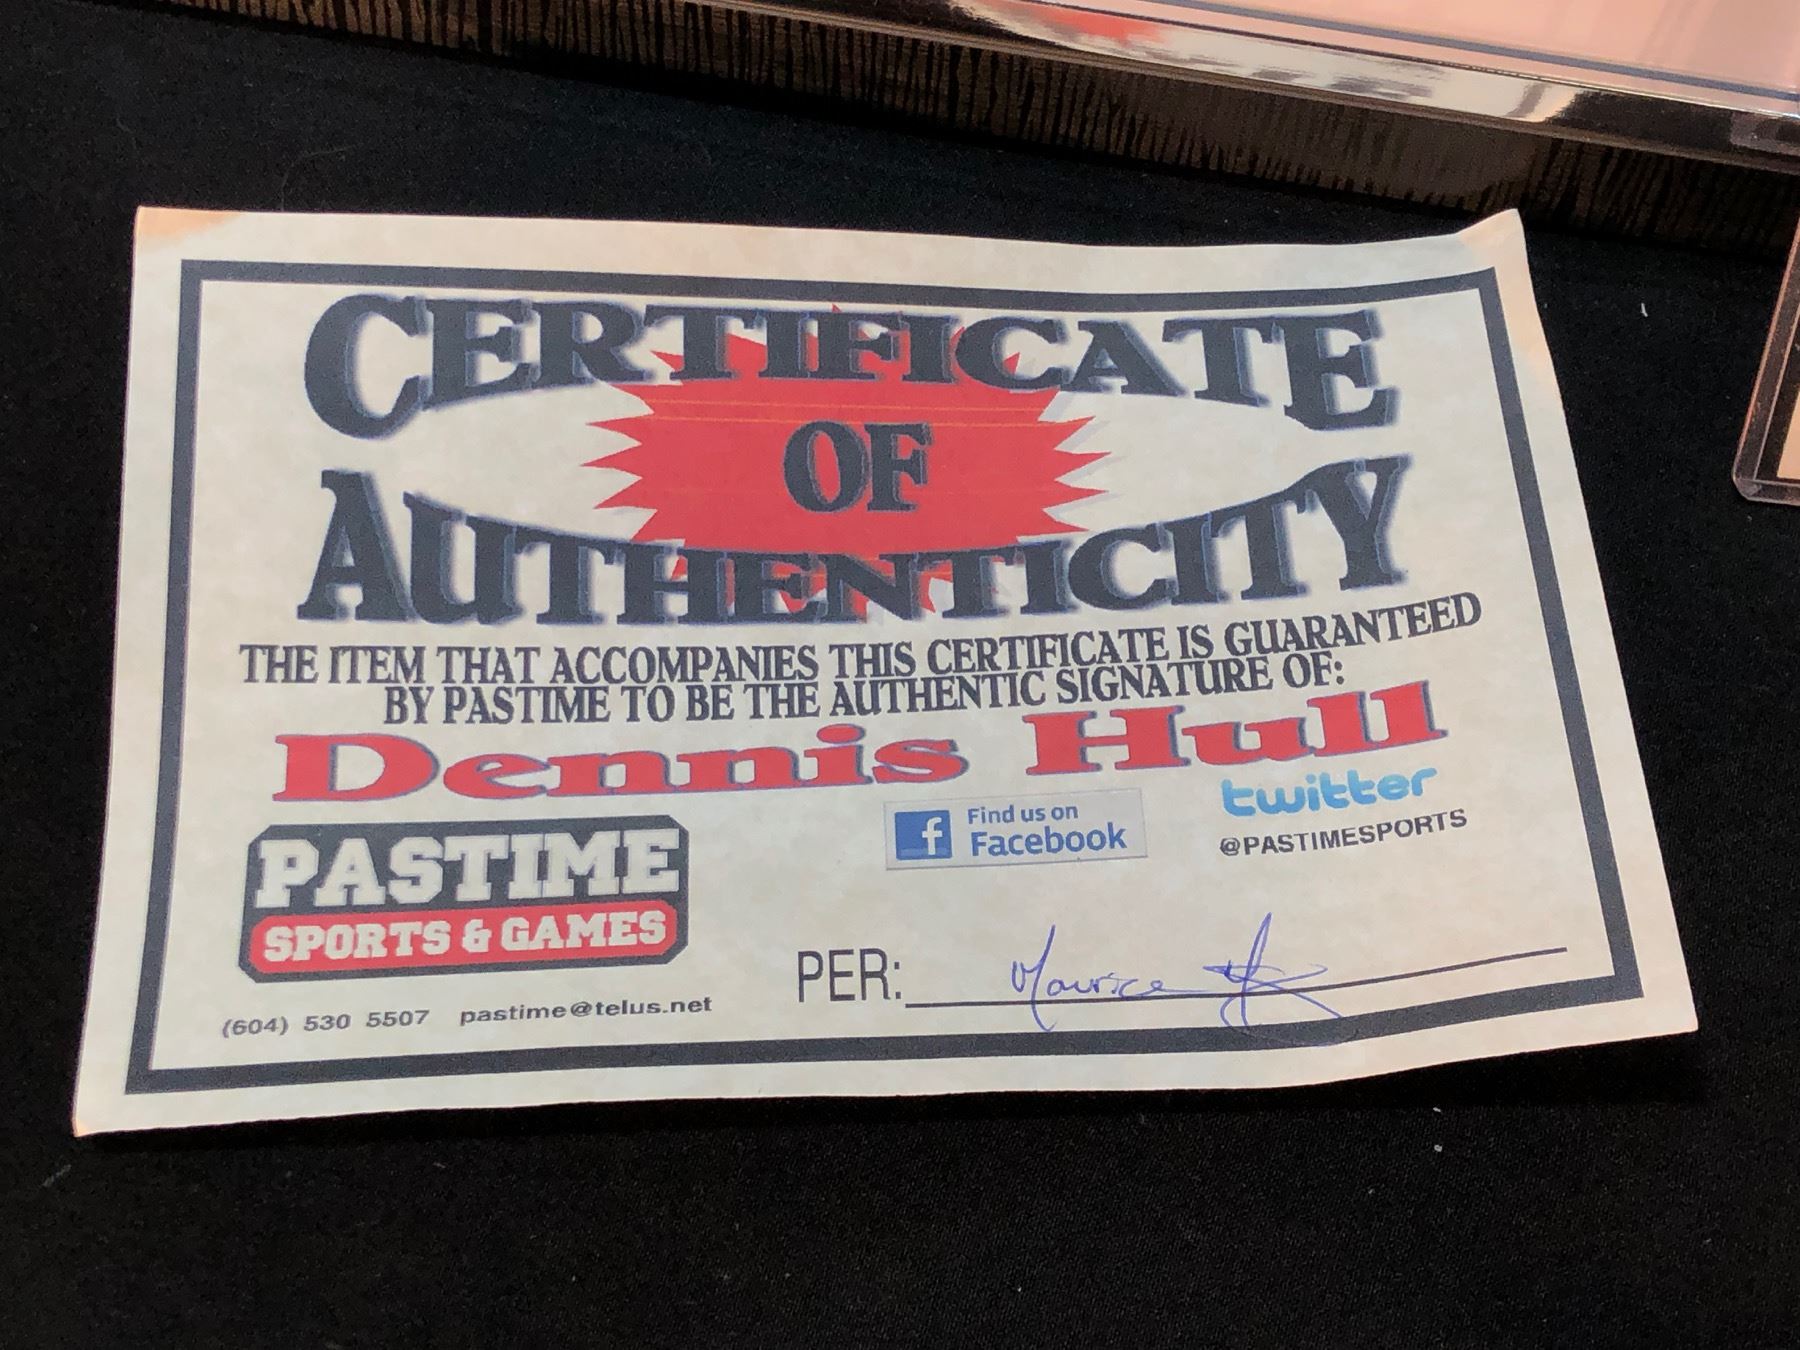 CERTIFICATE
OF
AUTHENTICITY
THE ITEM THAT ACCOMPANIES THIS CERTIFICATE IS GUARANTEED
BY PASTIME TO BE THE AUTHENTIC SIGNATURE OF:
Dennis Hull
PASTIME
SPORTS & GAMES
(604) 530 5507 pastime@telus.net
f Find us on
Facebook
twitter
@PASTIMESPORTS
PER: Maurice